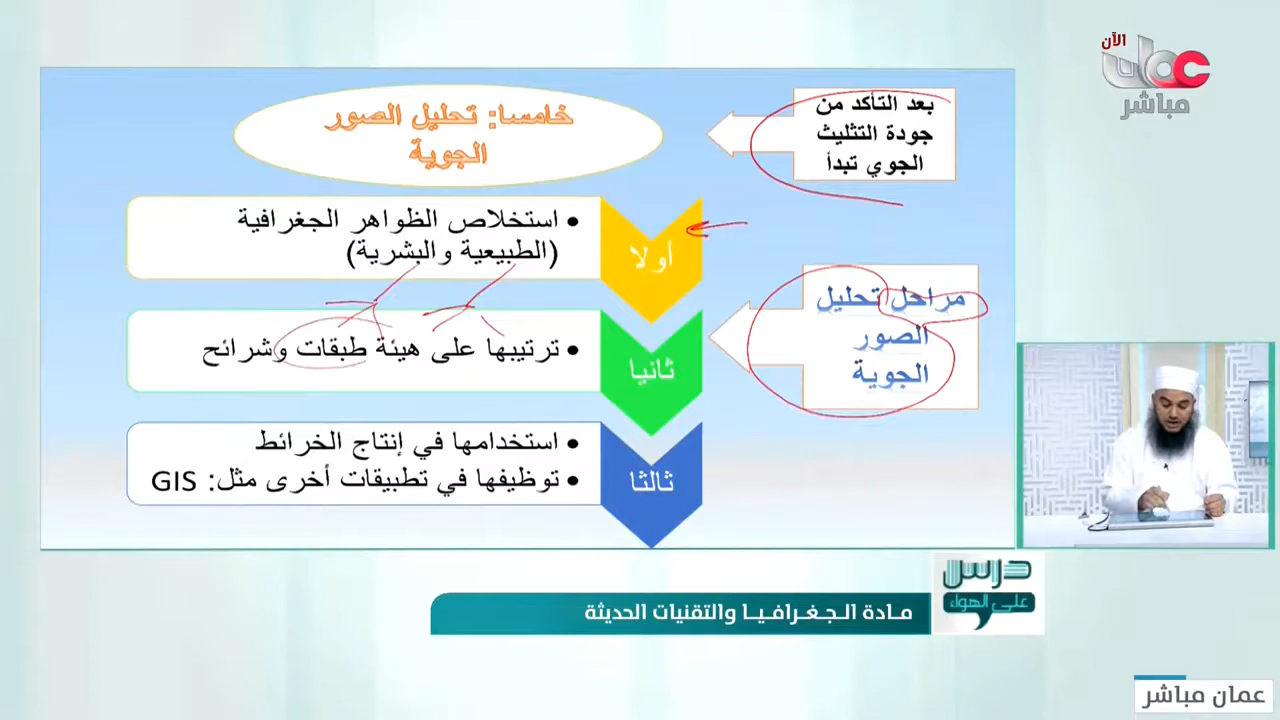 الآن
عمان
مباشر
بعد التأكد من
جودة التثليث
الجوي تبدأ
خامسا: تحليل الصور
الجوية
أولا
• استخلاص الظواهر الجغرافية
(الطبيعية والبشرية)
مراحل تحليل
الصور
الجوية
ثانيا
• ترتيبها على هيئة طبقات وشرائح
ثالثا
• استخدامها في إنتاج الخرائط
• توظيفها في تطبيقات أخرى مثل: GIS
درس
على الهواء
مادة الجغرافيا والتقنيات الحديثة
عمان مباشر